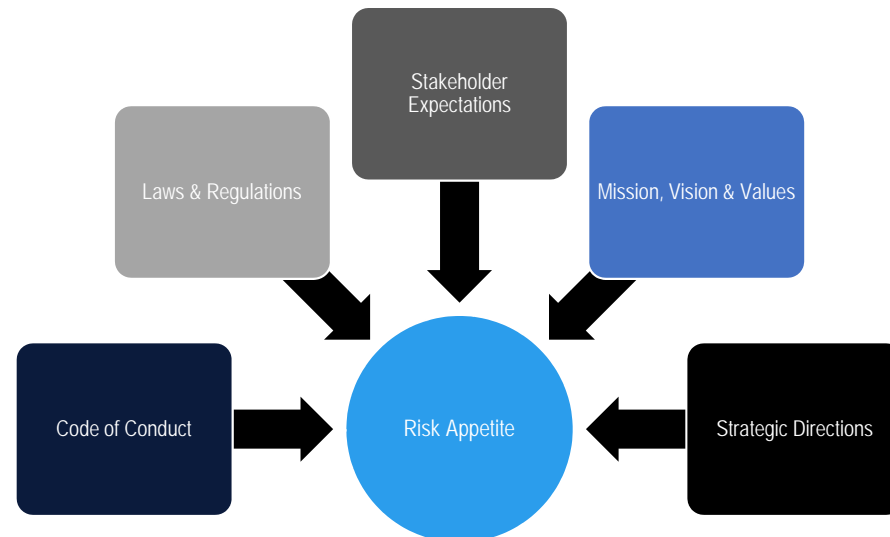 Stakeholder
Expectations
Laws & Regulations
Mission, Vision & Values
Code of Conduct
Risk Appetite
Strategic Directions